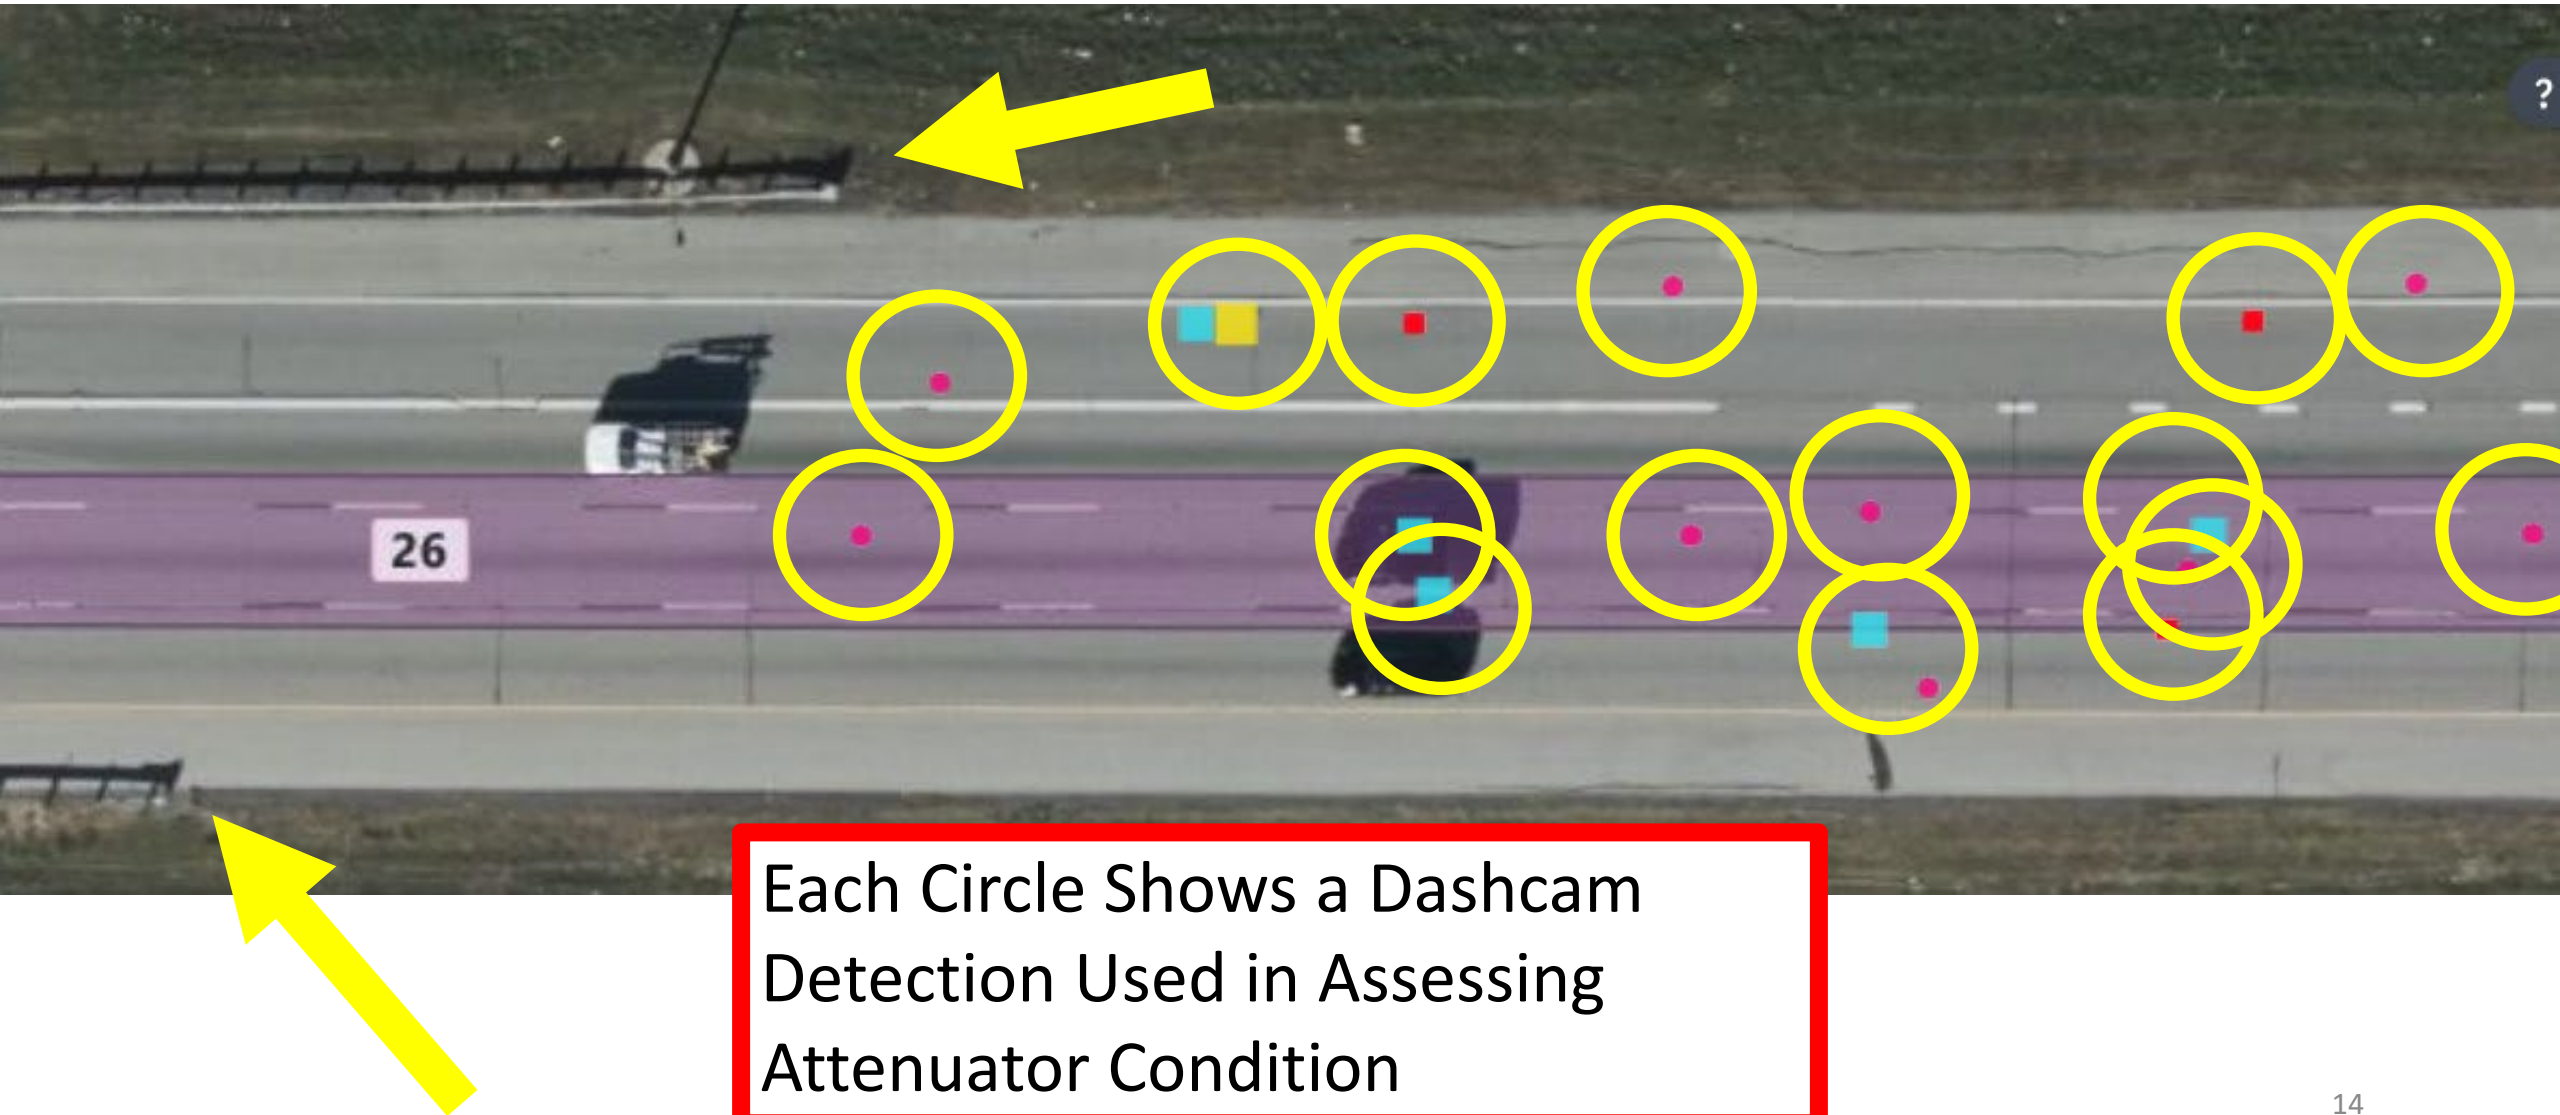 ?
26
Each Circle Shows a Dashcam
Detection Used in Assessing
Attenuator Condition
14